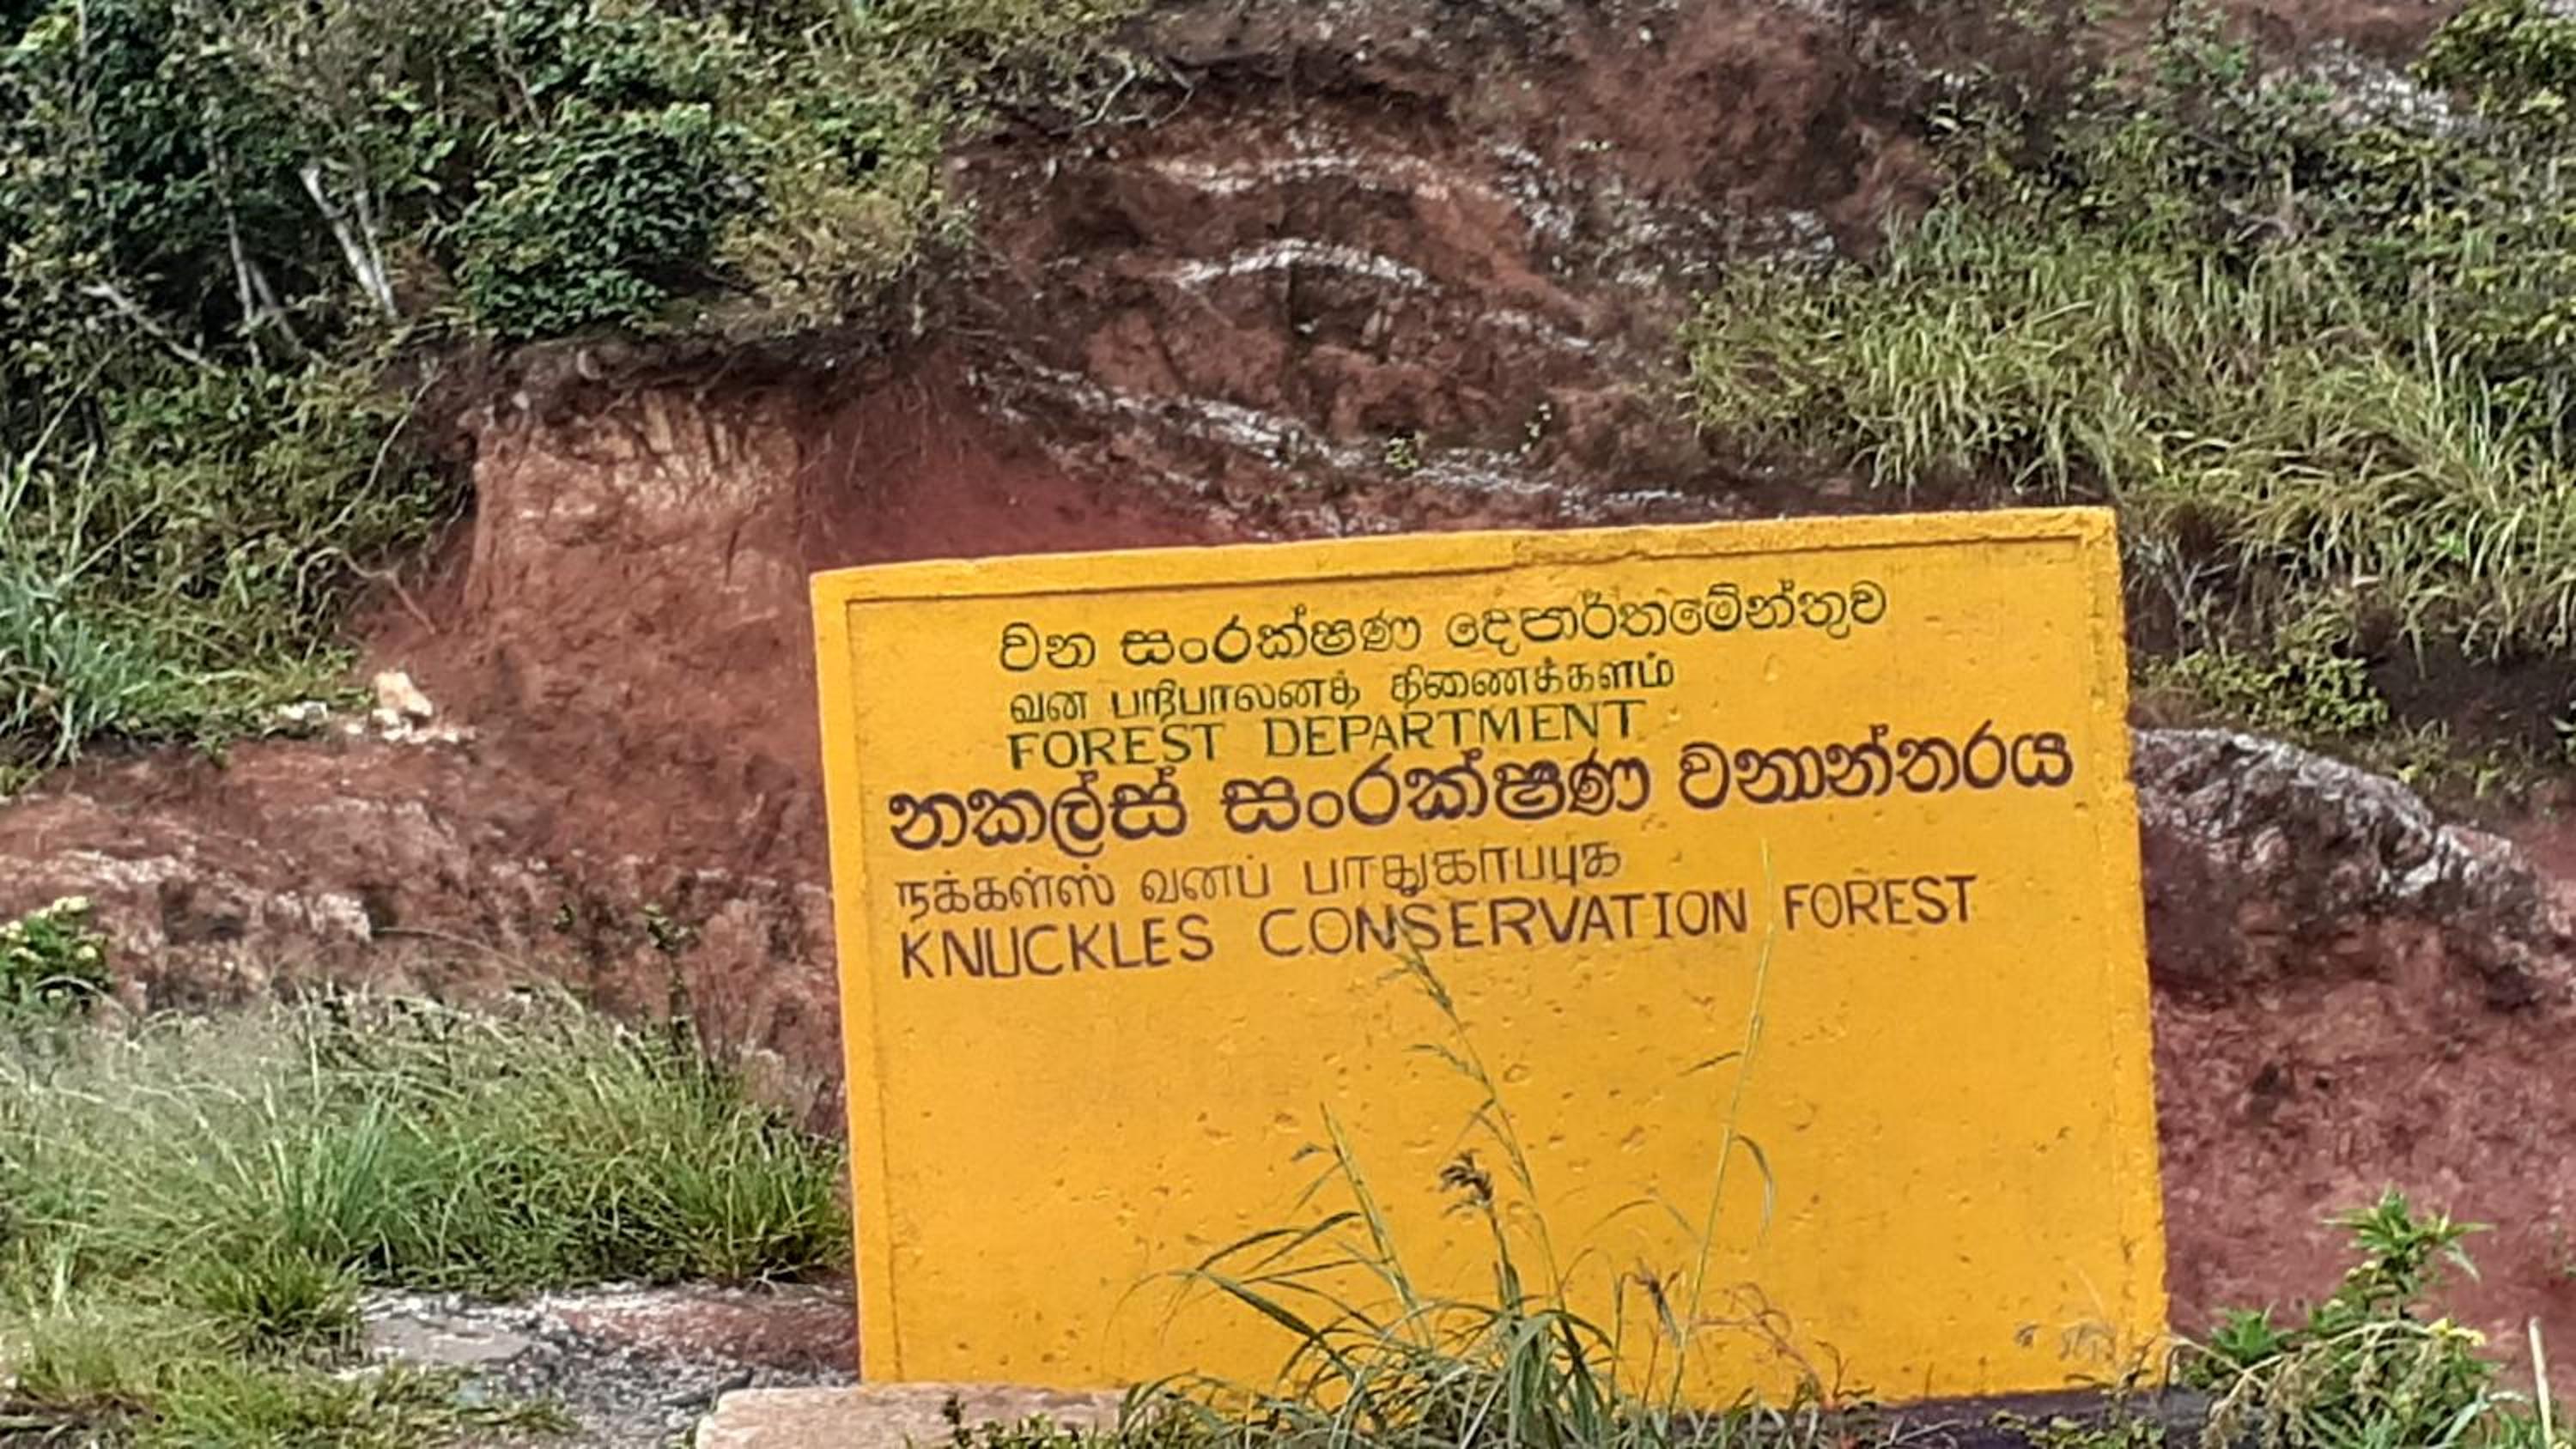 වන සංරක්ෂණ දෙපාර්තමේන්තුව
வன பரிபாலனத் திணைக்களம்
FOREST DEPARTMENT
නකල්ස් සංරක්ෂණ වනාන්තරය
நக்கள்ஸ் வனப் பாதுகாப்புக
KNUCKLES CONSERVATION FOREST